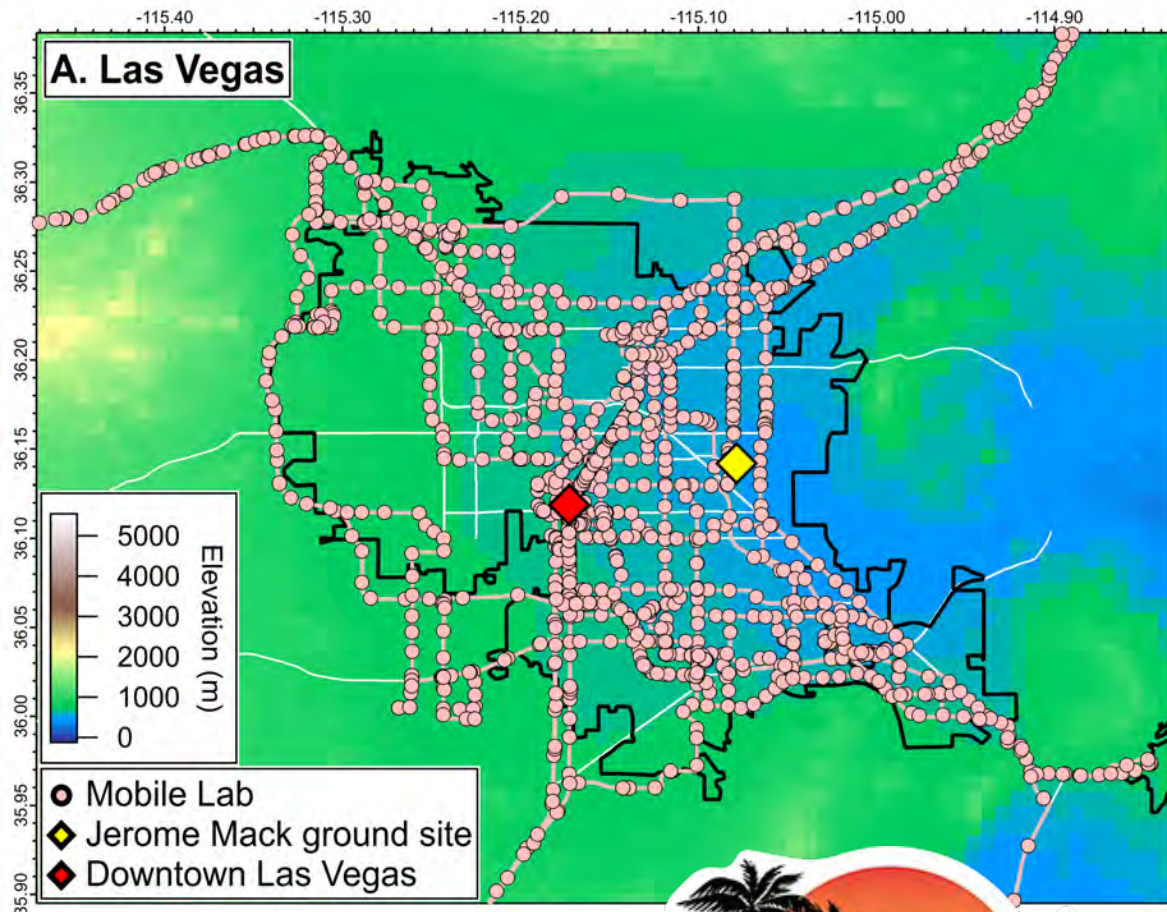 -115.40 -115.30 -115.20 -115.10 -115.00 -114.90
A. Las Vegas
36.35
36.30
36.25
36.20
36.15
36.10
36.05
36.00
35.95
35.90
5000
4000
3000
2000
1000
0
Elevation (m)
Mobile Lab
Jerome Mack ground site
Downtown Las Vegas